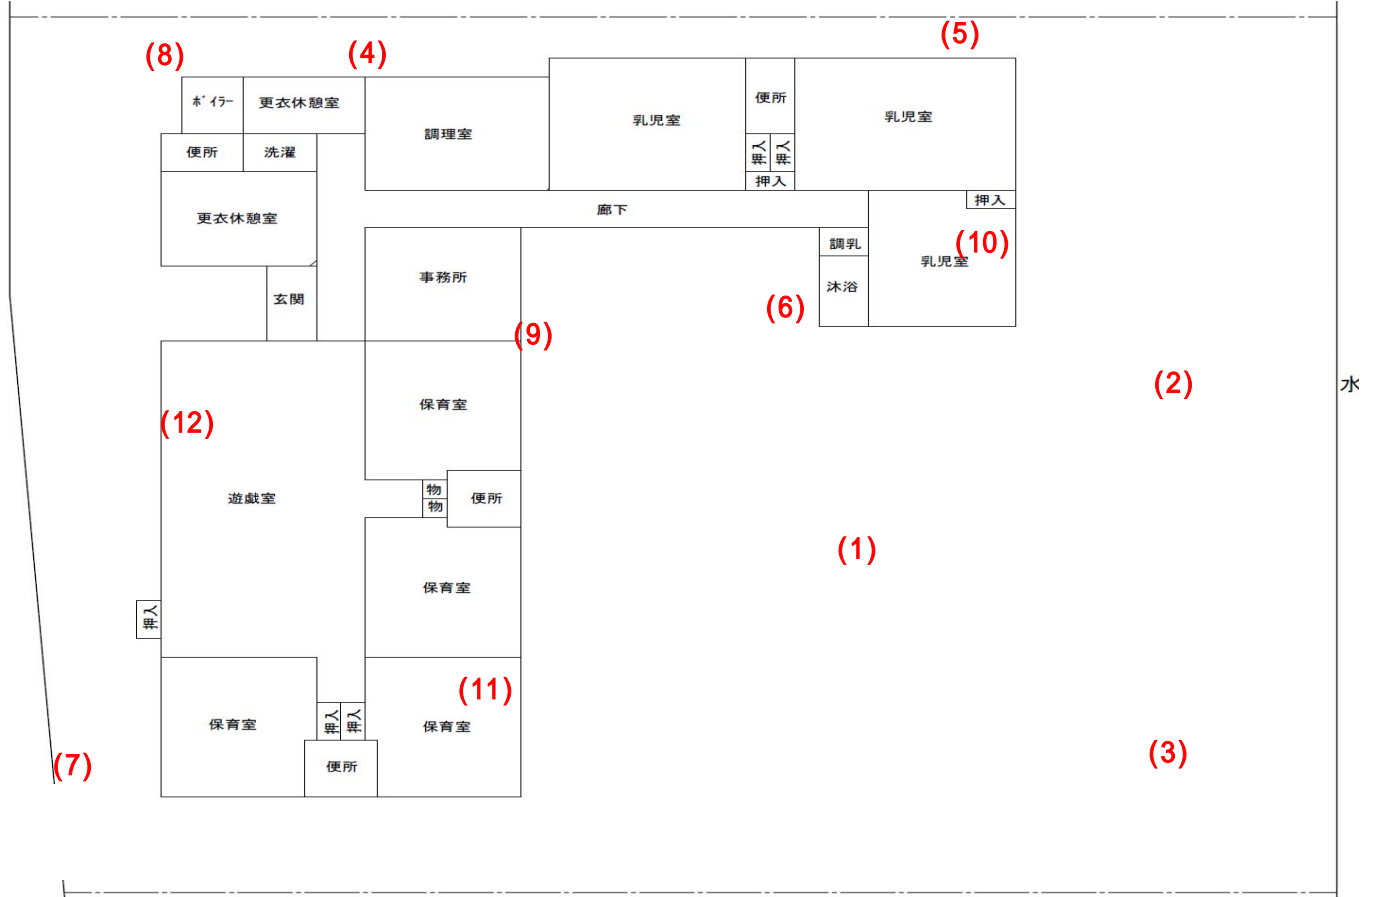 (5)
(8)
(4)
ﾎﾞｲﾗｰ
更衣休憩室
便所
乳児室
乳児室
調理室
便所
洗濯
押入
押入
押入
押入
更衣休憩室
廊下
調乳
(10)
乳児室
事務所
沐浴
玄関
(6)
(9)
(2)
水
保育室
(12)
物
物
便所
遊戯室
(1)
保育室
押入
(11)
保育室
押入
押入
保育室
(3)
(7)
便所